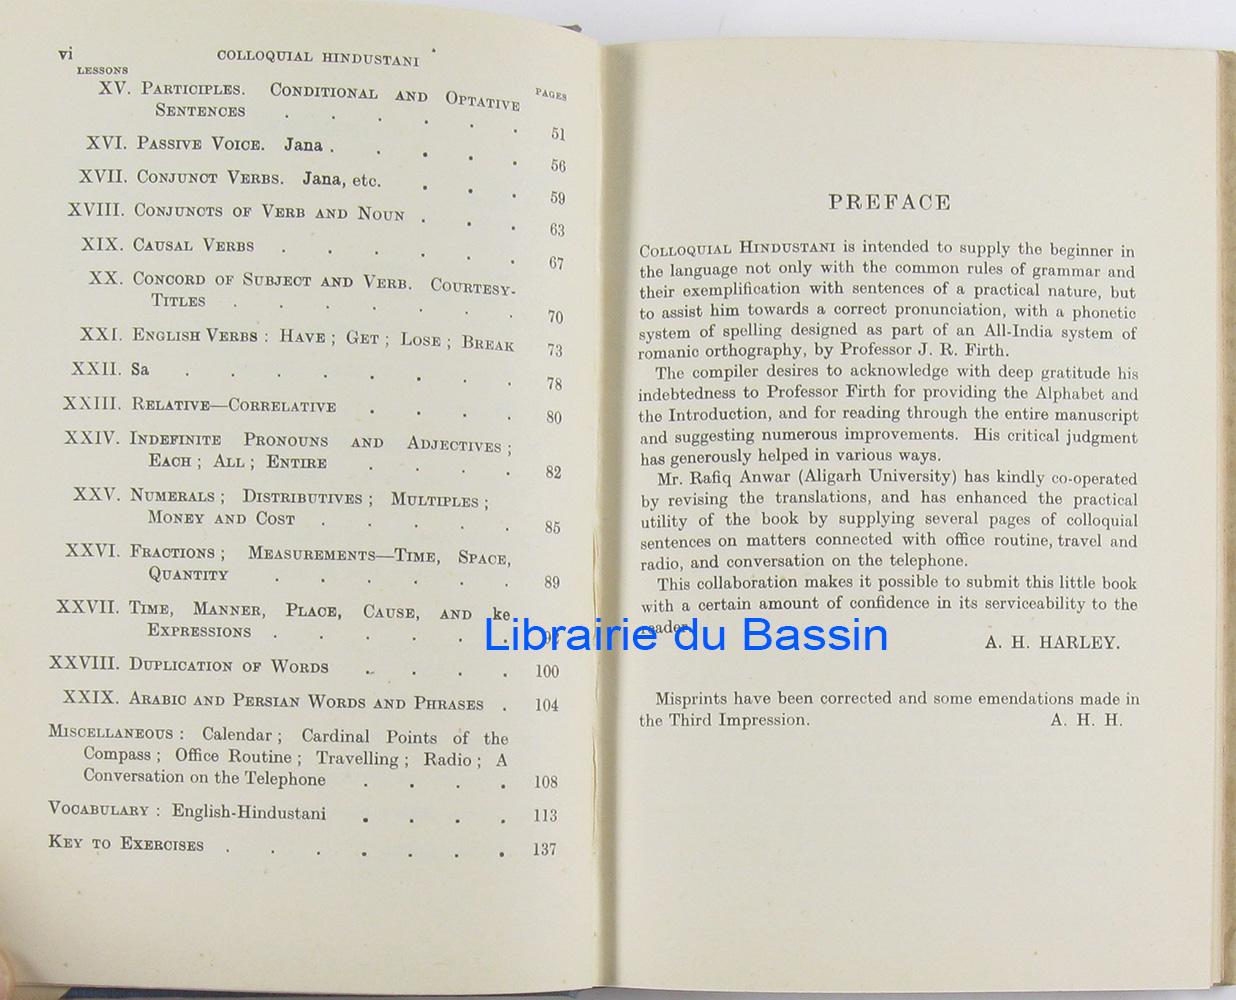 vi COLLOQUIAL HINDUSTANI
LESSONS PAGES
XV. PARTICIPLES. CONDITIONAL AND OPTATIVE
SENTENCES . . . . . . 51
XVI. PASSIVE VOICE. Jana . . . . . 56
XVII. CONJUNCT VERBS. Jana, etc. . . . 59
XVIII. CONJUNCTS OF VERB AND NOUN . . . 63
XIX. CAUSAL VERBS . . . . . . 67
XX. CONCORD OF SUBJECT AND VERB. COURTESY-
TITLES . . . . . . . 70
XXI. ENGLISH VERBS : HAVE ; GET ; LOSE ; BREAK 73
XXII. Sa . . . . . . . . 78
XXIII. RELATIVE—CORRELATIVE . . . . 80
XXIV. INDEFINITE PRONOUNS AND ADJECTIVES ;
EACH ; ALL ; ENTIRE . . . . 82
XXV. NUMERALS ; DISTRIBUTIVES ; MULTIPLES ;
MONEY AND COST . . . . . 85
XXVI. FRACTIONS ; MEASUREMENTS—TIME, SPACE,
QUANTITY . . . . . . 89
XXVII. TIME, MANNER, PLACE, CAUSE, AND ke
EXPRESSIONS . . . . . .
XXVIII. DUPLICATION OF WORDS . . . . 100
XXIX. ARABIC AND PERSIAN WORDS AND PHRASES . 104
MISCELLANEOUS : Calendar ; Cardinal Points of the
Compass ; Office Routine ; Travelling ; Radio ; A
Conversation on the Telephone . . . . 108
VOCABULARY : English-Hindustani . . . . 113
KEY TO EXERCISES . . . . . . . 137
PREFACE
COLLOQUIAL HINDUSTANI is intended to supply the beginner in
the language not only with the common rules of grammar and
their exemplification with sentences of a practical nature, but
to assist him towards a correct pronunciation, with a phonetic
system of spelling designed as part of an All-India system of
romanic orthography, by Professor J. R. Firth.
The compiler desires to acknowledge with deep gratitude his
indebtedness to Professor Firth for providing the Alphabet and
the Introduction, and for reading through the entire manuscript
and suggesting numerous improvements. His critical judgment
has generously helped in various ways.
Mr. Rafiq Anwar (Aligarh University) has kindly co-operated
by revising the translations, and has enhanced the practical
utility of the book by supplying several pages of colloquial
sentences on matters connected with office routine, travel and
radio, and conversation on the telephone.
This collaboration makes it possible to submit this little book
with a certain amount of confidence in its serviceability to the
reader.
A. H. HARLEY.
Misprints have been corrected and some emendations made in
the Third Impression. A. H. H.
Librairie du Bassin